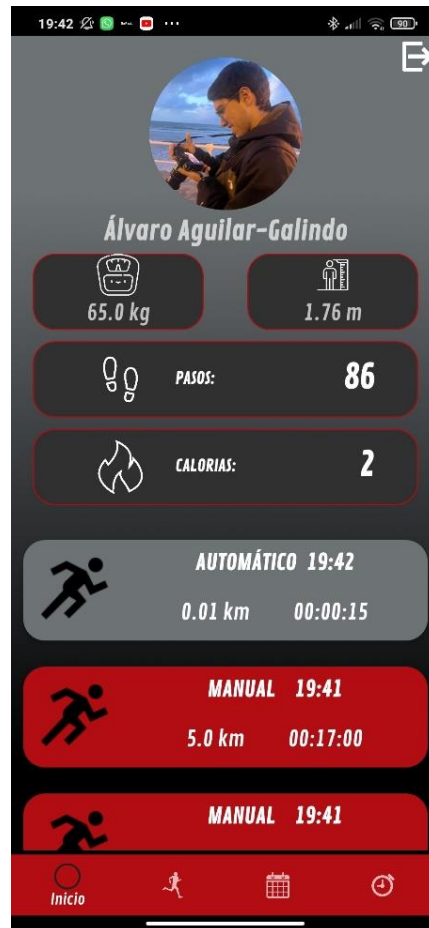 19:42 90
Álvaro Aguilar-Galindo
65.0 kg 1.76 m
PASOS: 86
CALORIAS: 2
AUTOMÁTICO 19:42
0.01 km 00:00:15
MANUAL 19:41
5.0 km 00:17:00
MANUAL 19:41
Inicio